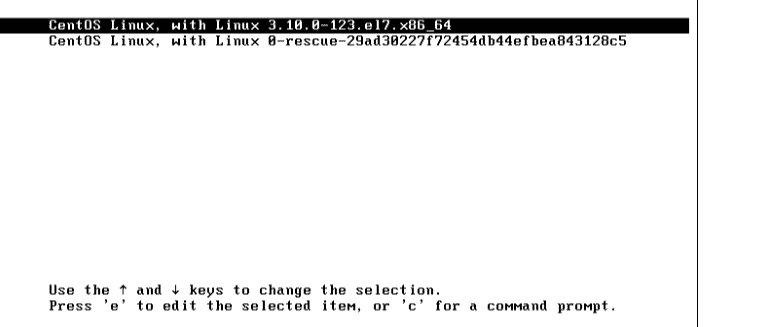 CentOS Linux, with Linux 3.10.0-123.el7.x86_64
CentOS Linux, with Linux 0-rescue-29ad30227f72454db44efbea843128c5
Use the ↑ and ↓ keys to change the selection.
Press 'e' to edit the selected item, or 'c' for a command prompt.